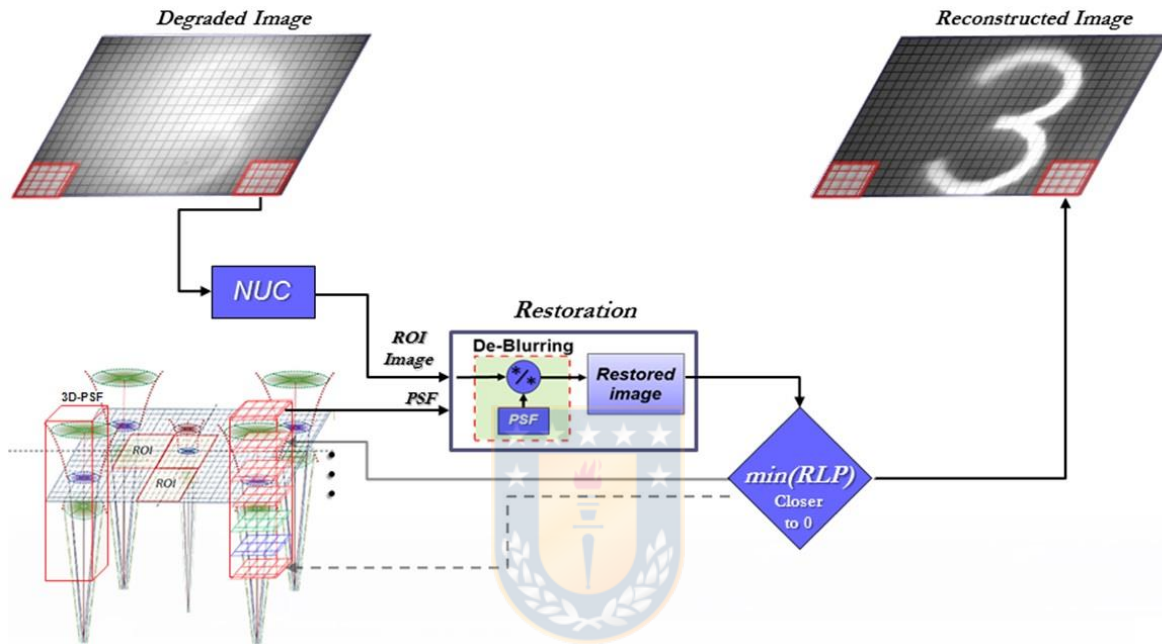 Degraded Image
Reconstructed Image
NUC
Restoration
ROI
Image
De-Blurring
*/*
Restored
image
3D-PSF
PSF
PSF
ROI
ROI
min(RLP)
Closer
to 0
3